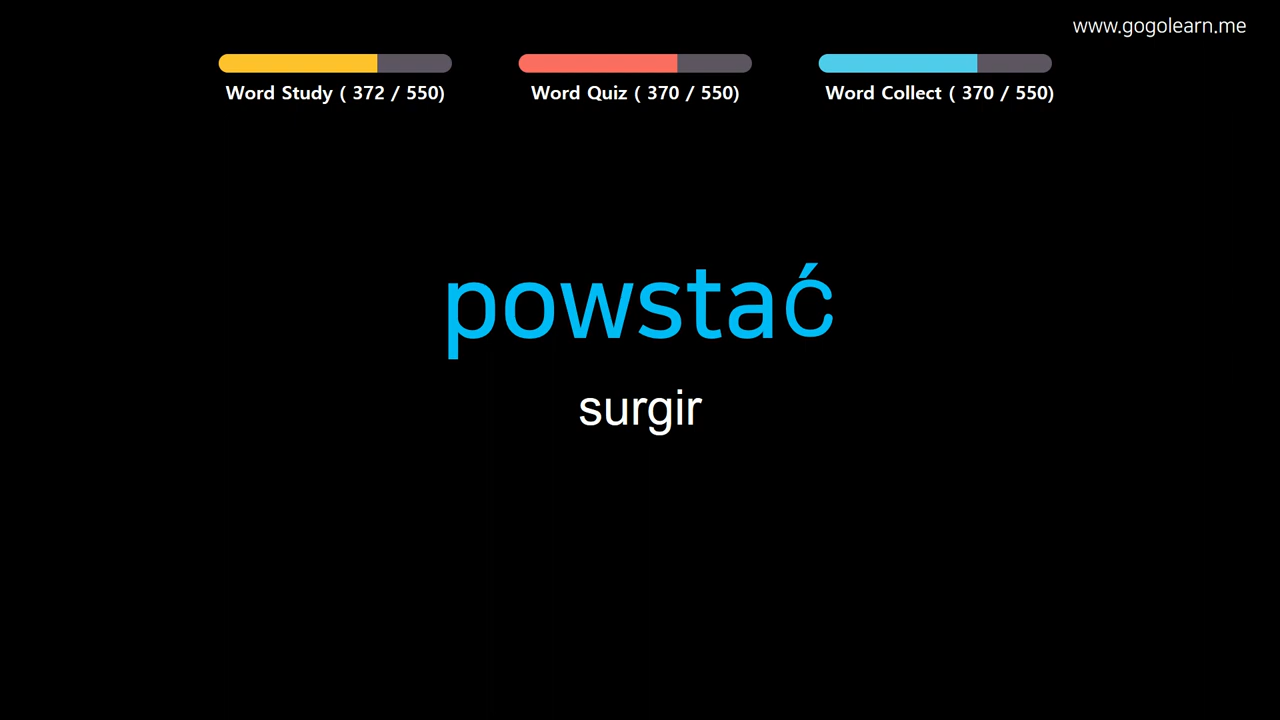 www.gogolearn.me
Word Study ( 372 / 550)
Word Quiz ( 370 / 550)
Word Collect ( 370 / 550)
powstać
surgir